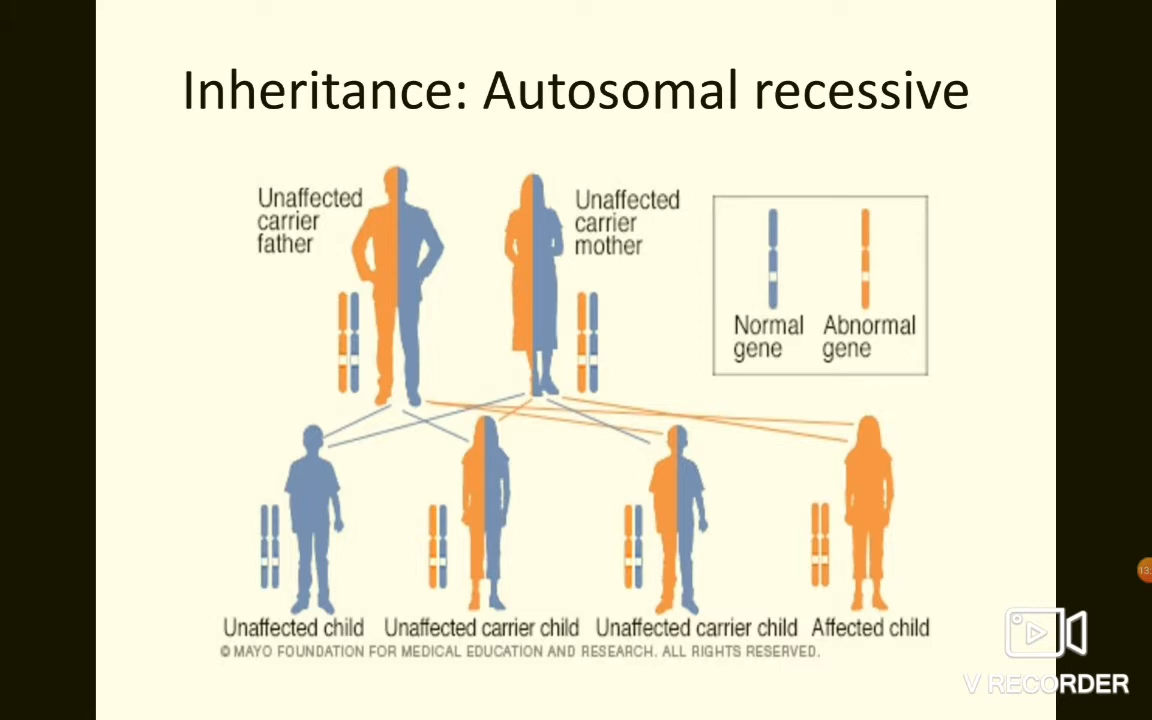 Inheritance: Autosomal recessive
Unaffected
carrier
father
Unaffected
carrier
mother
Normal
gene
Abnormal
gene
Unaffected child
Unaffected carrier child
Unaffected carrier child
Affected child
© MAYO FOUNDATION FOR MEDICAL EDUCATION AND RESEARCH. ALL RIGHTS RESERVED.
V RECORDER